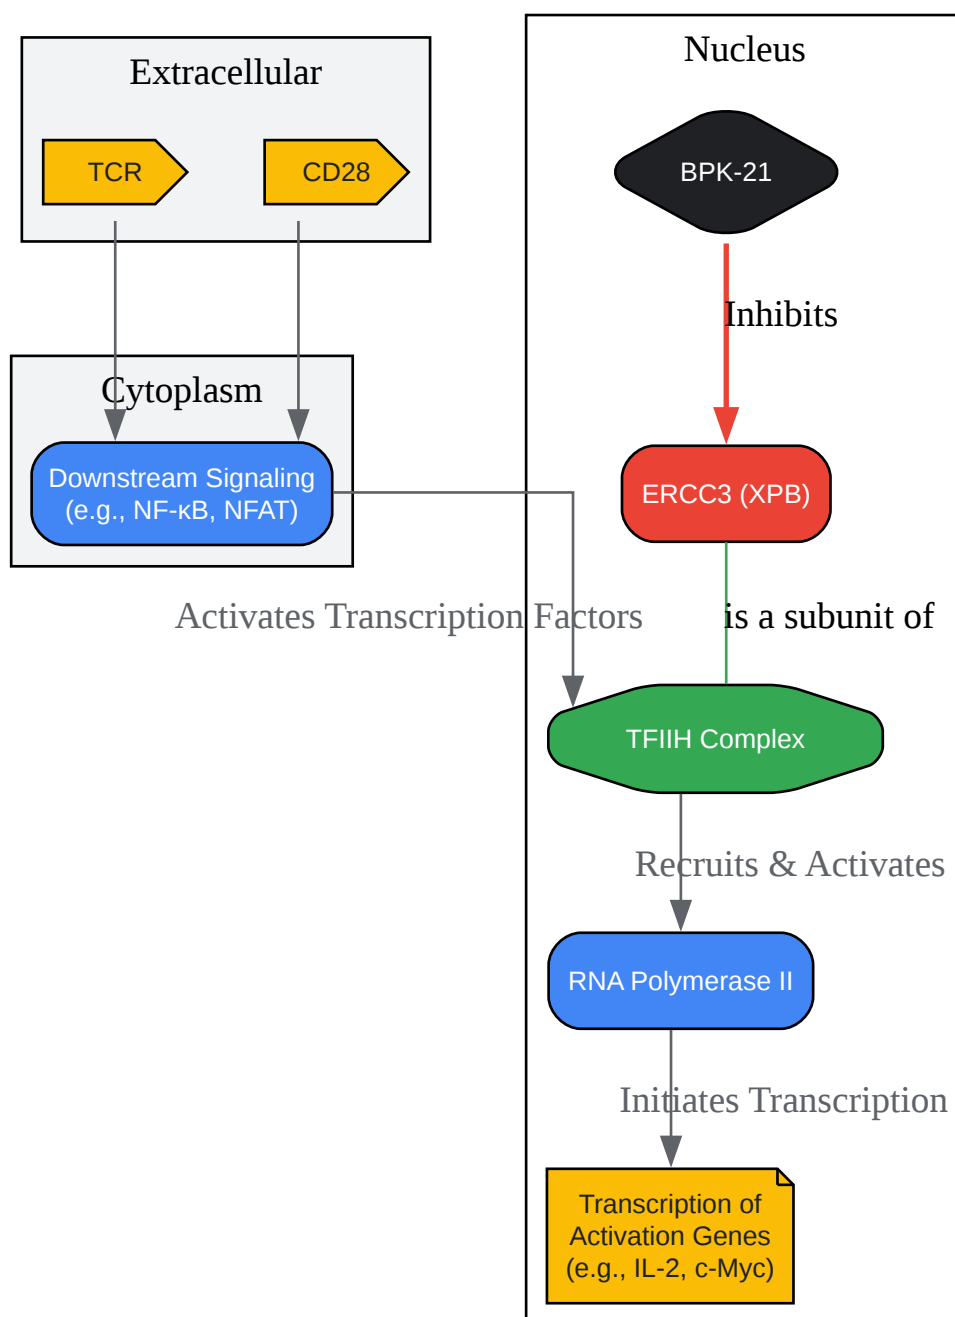 Extracellular
TCR
CD28
Cytoplasm
Downstream Signaling
(e.g., NF-κB, NFAT)
Activates Transcription Factors
Nucleus
BPK-21
Inhibits
ERCC3 (XPB)
is a subunit of
TFIIH Complex
Recruits & Activates
RNA Polymerase II
Initiates Transcription
Transcription of
Activation Genes
(e.g., IL-2, c-Myc)